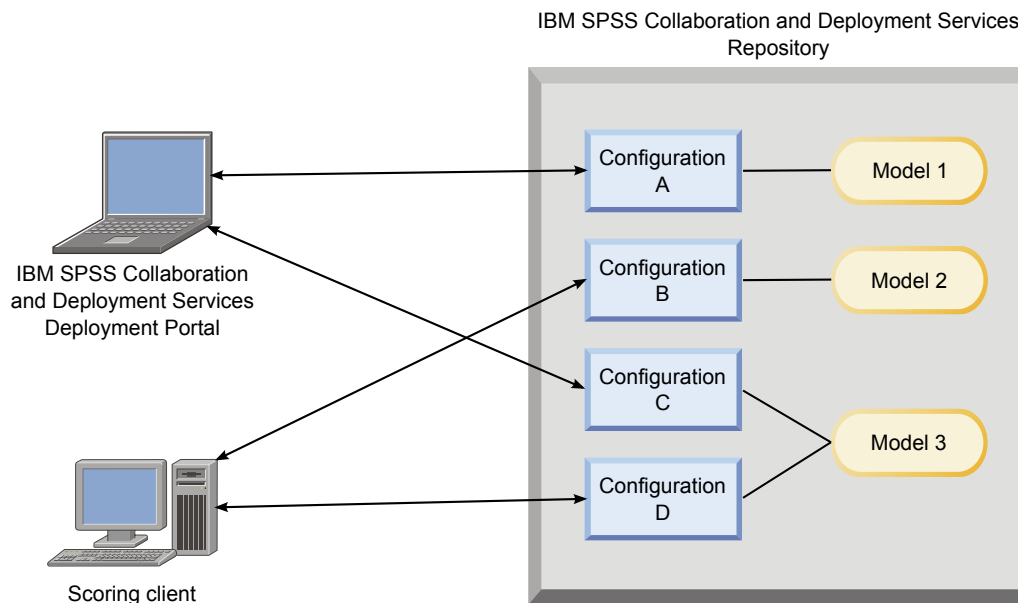 IBM SPSS Collaboration and Deployment Services
Repository
Configuration
A
Model 1
IBM SPSS Collaboration
and Deployment Services
Deployment Portal
Configuration
B
Model 2
Configuration
C
Model 3
Configuration
D
Scoring client